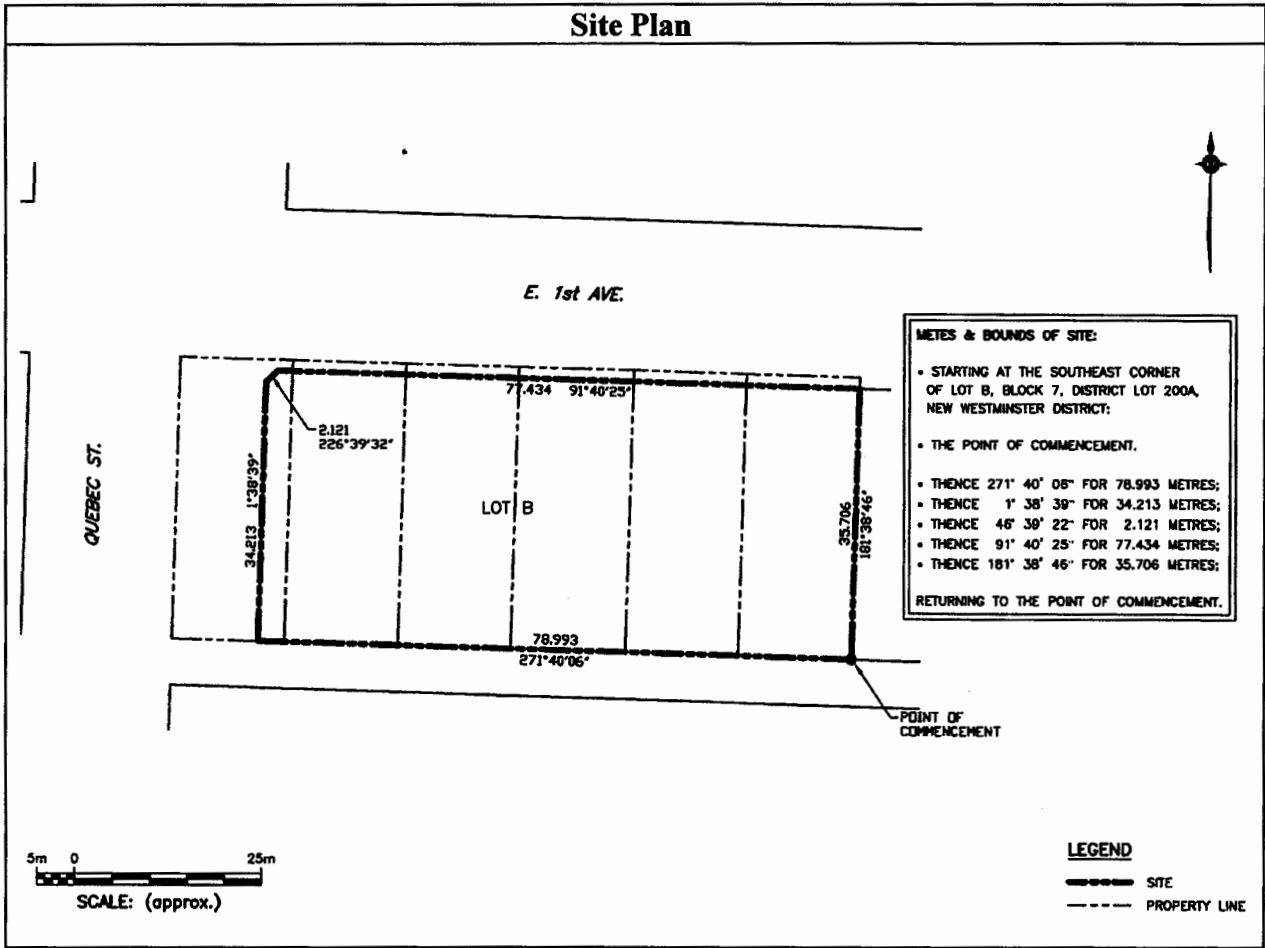 Site Plan
E. 1st AVE.
QUEBEC ST.
77.434 91°40'25"
2.121
226°39'32"
34.213 1°38'39"
LOT B
35.706
181°38'46"
78.993
271°40'06"
POINT OF
COMMENCEMENT
METES & BOUNDS OF SITE:
• STARTING AT THE SOUTHEAST CORNER
OF LOT B, BLOCK 7, DISTRICT LOT 200A,
NEW WESTMINSTER DISTRICT:
• THE POINT OF COMMENCEMENT.
• THENCE 271° 40' 06" FOR 78.993 METRES;
• THENCE 1° 38' 39" FOR 34.213 METRES;
• THENCE 46° 39' 22" FOR 2.121 METRES;
• THENCE 91° 40' 25" FOR 77.434 METRES;
• THENCE 181° 38' 46" FOR 35.706 METRES;
RETURNING TO THE POINT OF COMMENCEMENT.
5m 0 25m
SCALE: (approx.)
LEGEND
SITE
PROPERTY LINE